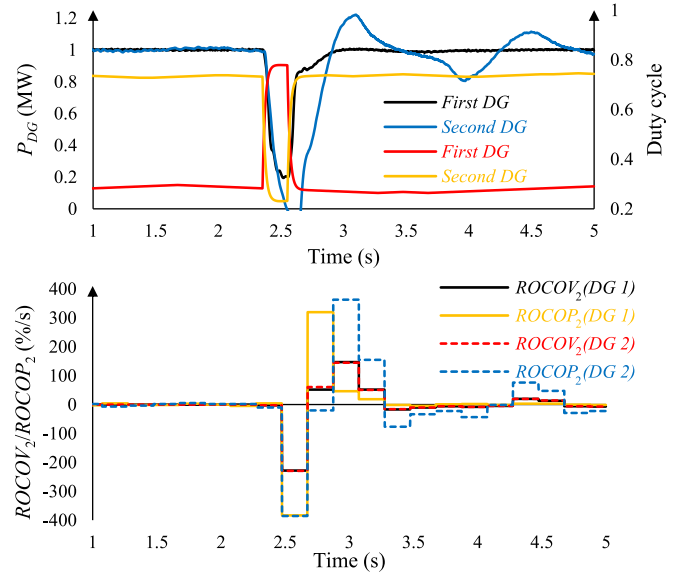 1.2
1
0.8
0.6
0.4
0.2
0
P_DG (MW)
1
0.8
0.6
0.4
0.2
Duty cycle
First DG
Second DG
First DG
Second DG
1 1.5 2 2.5 3 3.5 4 4.5 5
Time (s)
400
300
200
100
0
-100
-200
-300
-400
ROCOV₂/ROCOP₂ (%/s)
ROCOV₂(DG 1)
ROCOP₂(DG 1)
ROCOV₂(DG 2)
ROCOP₂(DG 2)
1 1.5 2 2.5 3 3.5 4 4.5 5
Time (s)